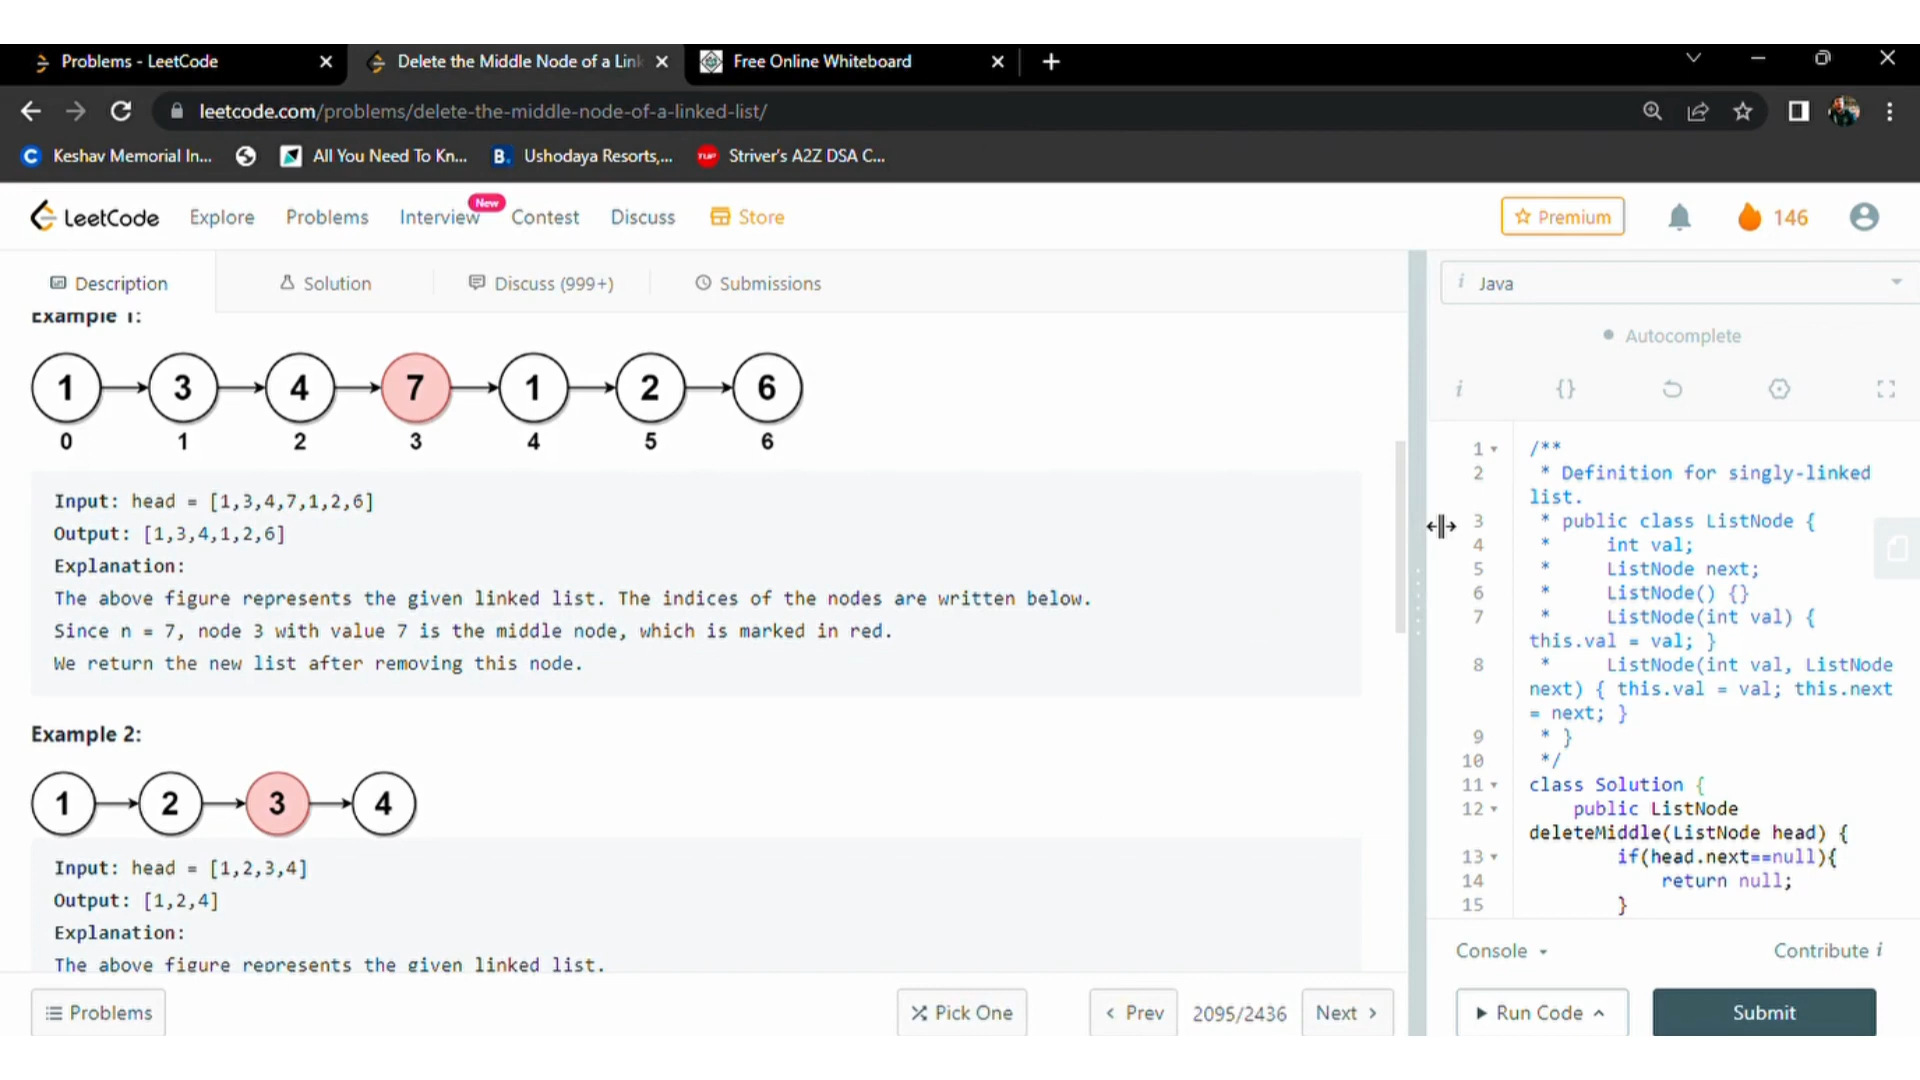 Problems - LeetCode
Delete the Middle Node of a Lin
Free Online Whiteboard
leetcode.com/problems/delete-the-middle-node-of-a-linked-list/
Keshav Memorial In...
All You Need To Kn...
B.
Ushodaya Resorts,...
TUF
Striver's A2Z DSA C...
LeetCode
Explore
Problems
Interview
New
Contest
Discuss
Store
Premium
146
Description
Solution
Discuss (999+)
Submissions
Example 1:
1 3 4 7 1 2 6
0 1 2 3 4 5 6
Input: head = [1,3,4,7,1,2,6]
Output: [1,3,4,1,2,6]
Explanation:
The above figure represents the given linked list. The indices of the nodes are written below.
Since n = 7, node 3 with value 7 is the middle node, which is marked in red.
We return the new list after removing this node.
Example 2:
1 2 3 4
Input: head = [1,2,3,4]
Output: [1,2,4]
Explanation:
The above figure represents the given linked list.
Problems
Pick One
Prev
2095/2436
Next
i Java
Autocomplete
i {}
1 /**
2 * Definition for singly-linked
list.
3 * public class ListNode {
4 * int val;
5 * ListNode next;
6 * ListNode() {}
7 * ListNode(int val) {
this.val = val; }
8 * ListNode(int val, ListNode
next) { this.val = val; this.next
= next; }
9 * }
10 */
11 class Solution {
12 public ListNode
deleteMiddle(ListNode head) {
13 if(head.next==null){
14 return null;
15 }
Console
Contribute i
Run Code
Submit